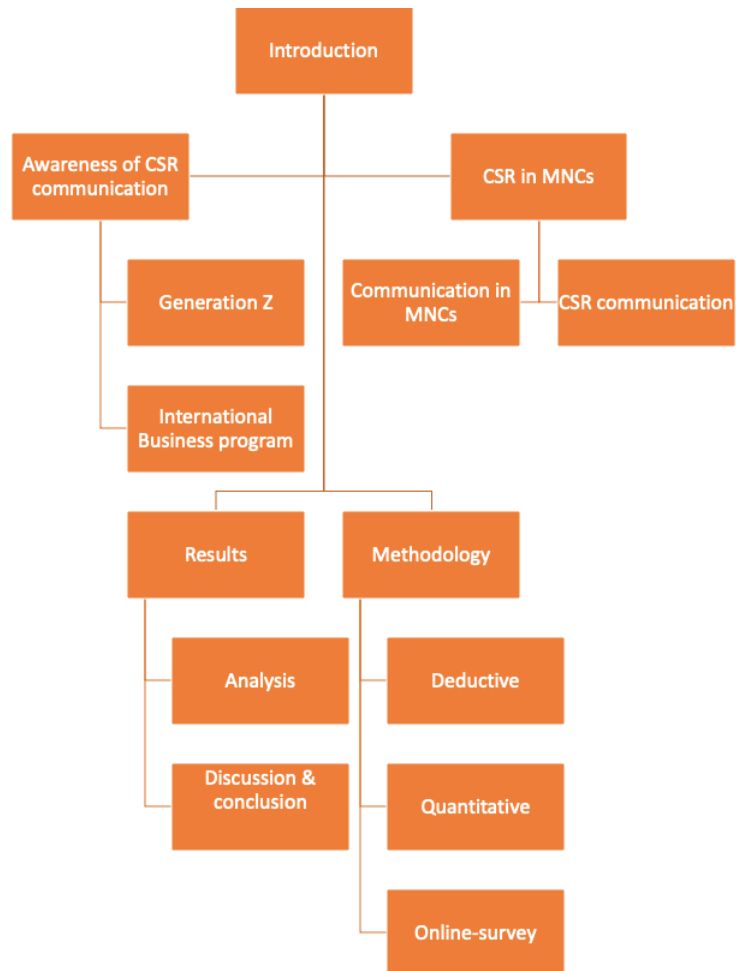 Introduction
Awareness of CSR
communication
CSR in MNCs
Generation Z
Communication in
MNCs
CSR communication
International
Business program
Results
Methodology
Analysis
Deductive
Discussion &
conclusion
Quantitative
Online-survey